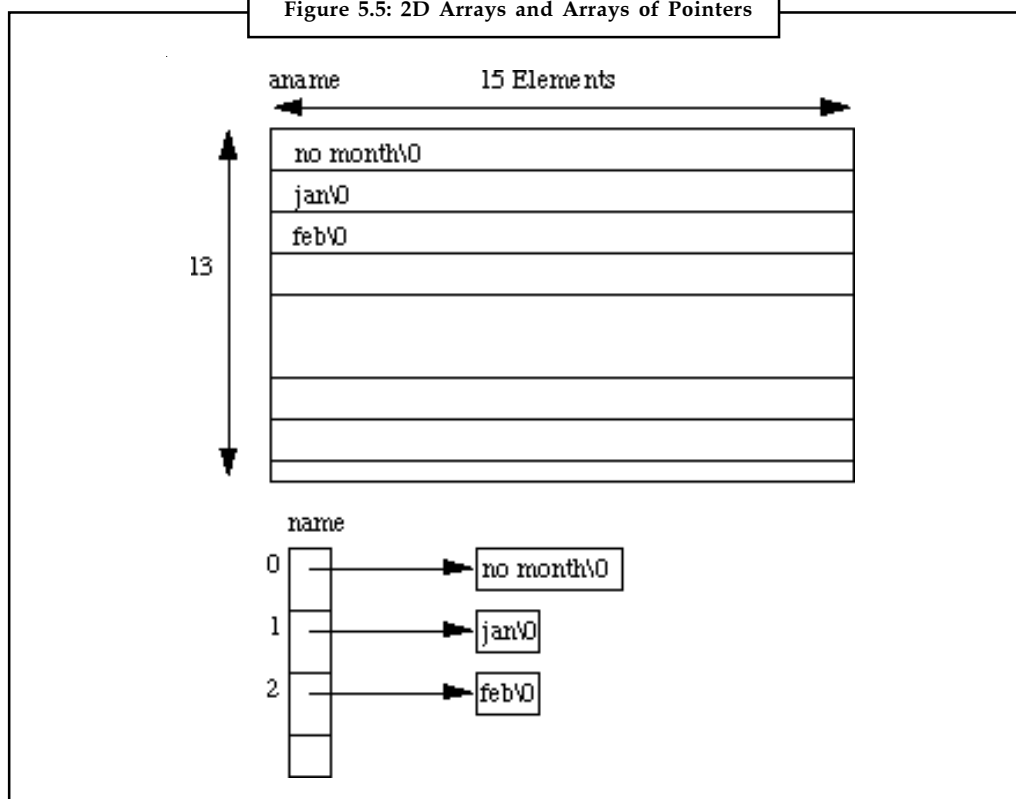 Figure 5.5: 2D Arrays and Arrays of Pointers
aname 15 Elements
no month\0
jan\0
feb\0
13
name
0 no month\0
1 jan\0
2 feb\0